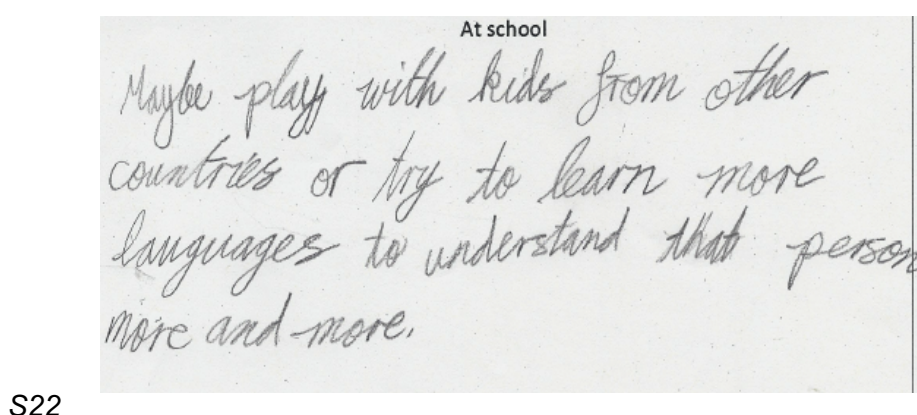 At school
Maybe play with kids from other
countries or try to learn more
languages to understand that person
more and more.
S22